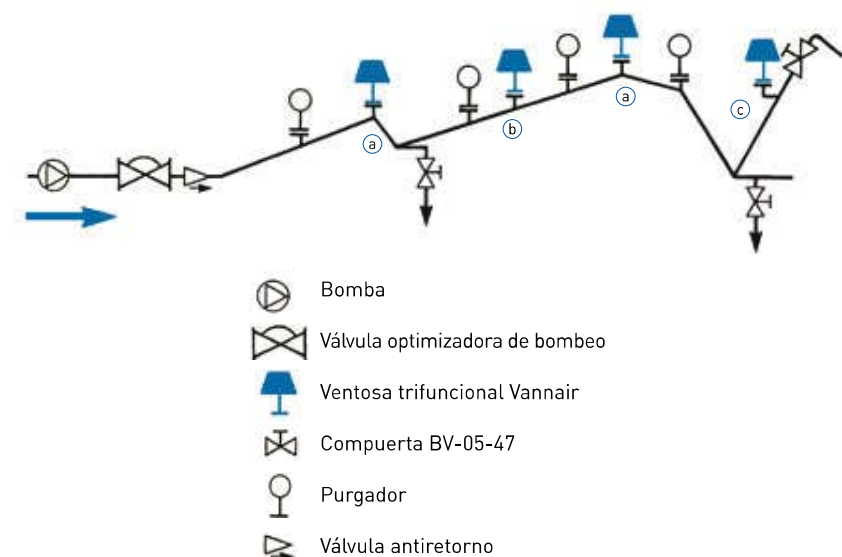 a
b
a
c
Bomba
Válvula optimizadora de bombeo
Ventosa trifuncional Vannair
Compuerta BV-05-47
Purgador
Válvula antiretorno